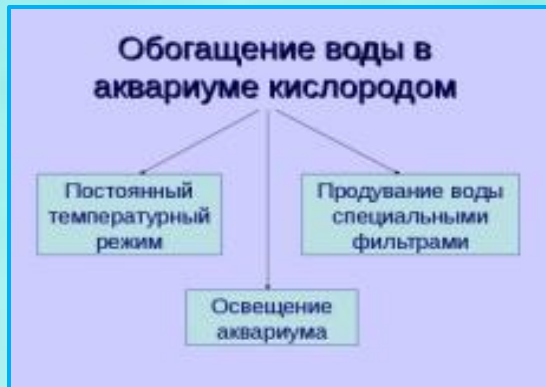 Обогащение воды в
аквариуме кислородом
Постоянный
температурный
режим
Продувание воды
специальными
фильтрами
Освещение
аквариума